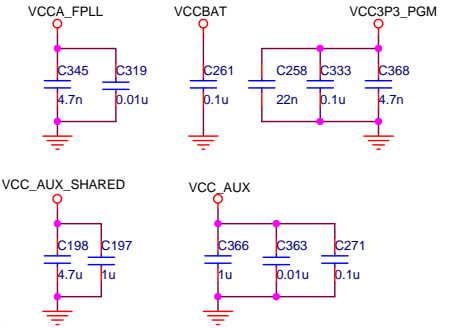 VCCA_FPLL VCCBAT VCC3P3_PGM
C345 C319 C261 C258 C333 C368
4.7n 0.01u 0.1u 22n 0.1u 4.7n
VCC_AUX_SHARED VCC_AUX
C198 C197 C366 C363 C271
4.7u 1u 1u 0.01u 0.1u